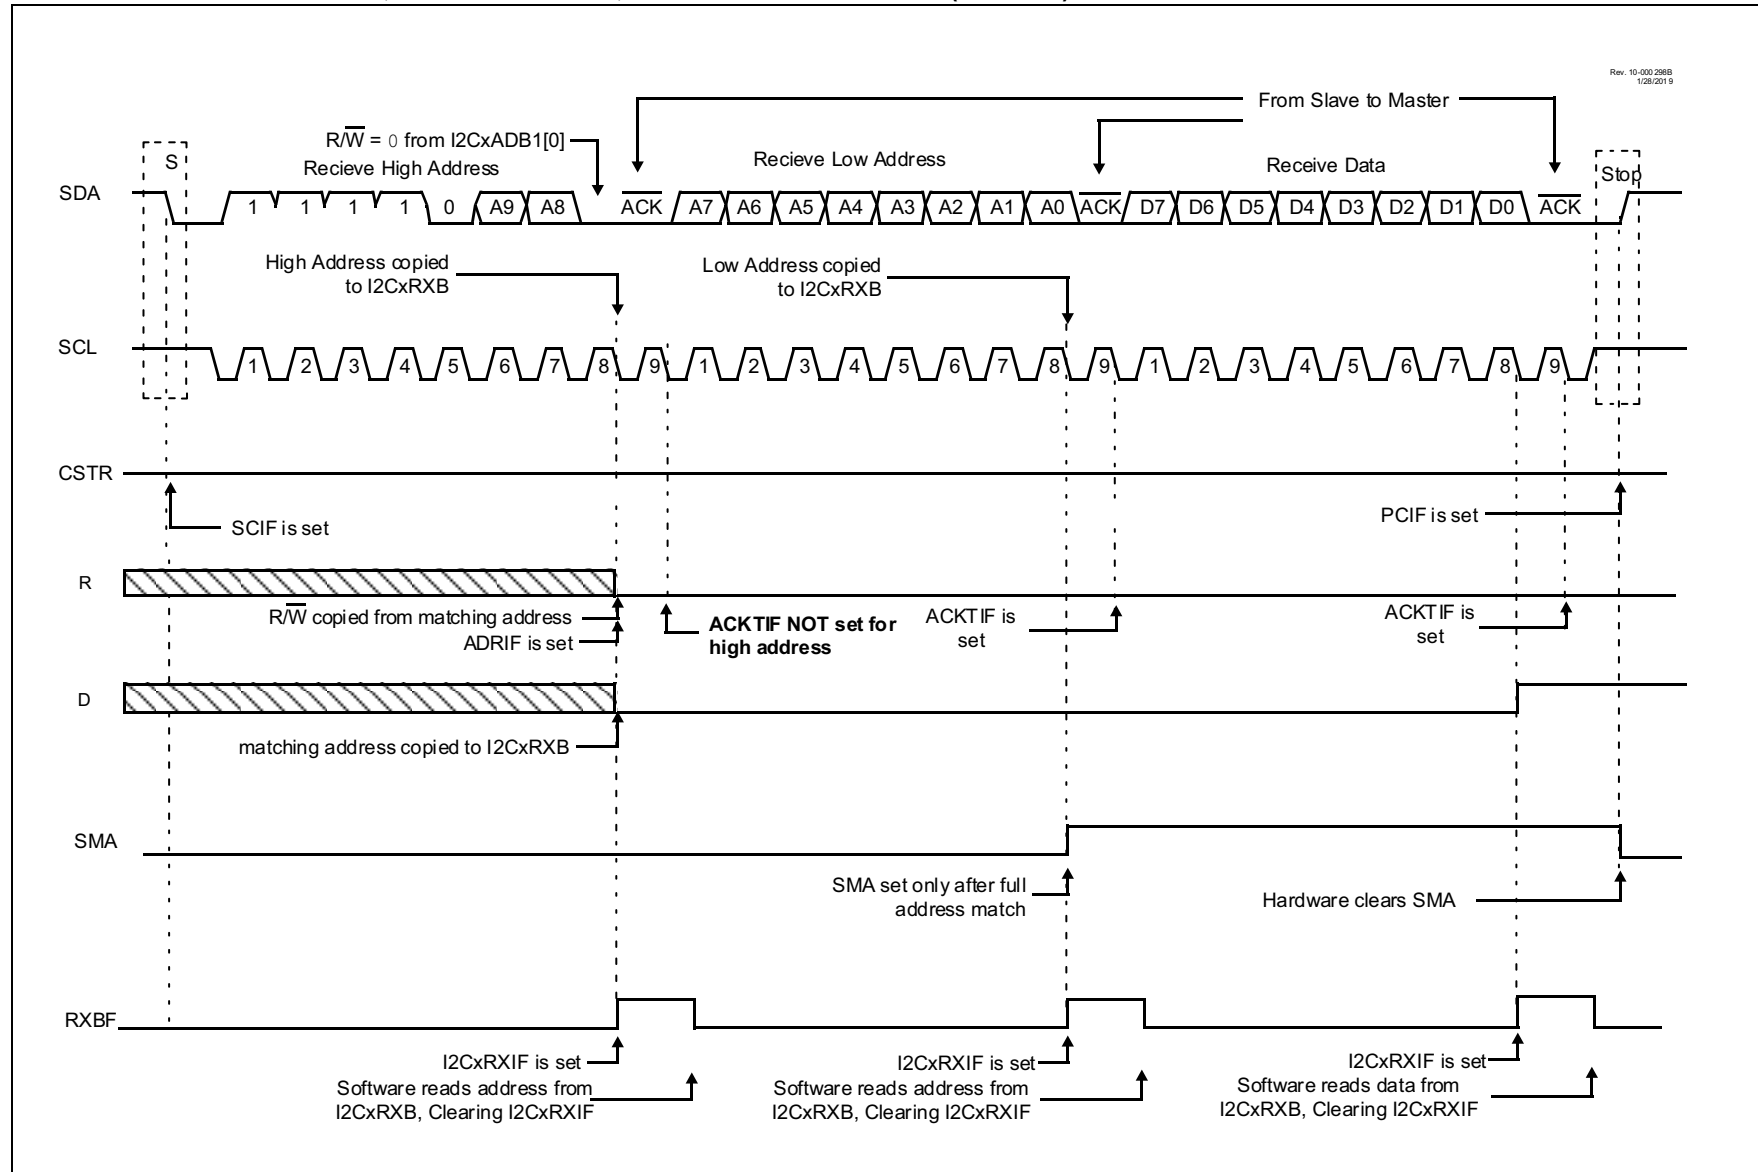 Rev. 10-000 298B
1/28/201 9
From Slave to Master
R/W = 0 from I2CxADB1[0]
S
Recieve High Address
Recieve Low Address
Receive Data
Stop
SDA
1 1 1 1 0 A9 A8 ACK A7 A6 A5 A4 A3 A2 A1 A0 ACK D7 D6 D5 D4 D3 D2 D1 D0 ACK
High Address copied
to I2CxRXB
Low Address copied
to I2CxRXB
SCL
1 2 3 4 5 6 7 8 9 1 2 3 4 5 6 7 8 9 1 2 3 4 5 6 7 8 9
CSTR
SCIF is set
PCIF is set
R
R/W copied from matching address
ADRIF is set
ACKTIF NOT set for
high address
ACKTIF is
set
ACKTIF is
set
D
matching address copied to I2CxRXB
SMA
SMA set only after full
address match
Hardware clears SMA
RXBF
I2CxRXIF is set
Software reads address from
I2CxRXB, Clearing I2CxRXIF
I2CxRXIF is set
Software reads address from
I2CxRXB, Clearing I2CxRXIF
I2CxRXIF is set
Software reads data from
I2CxRXB, Clearing I2CxRXIF